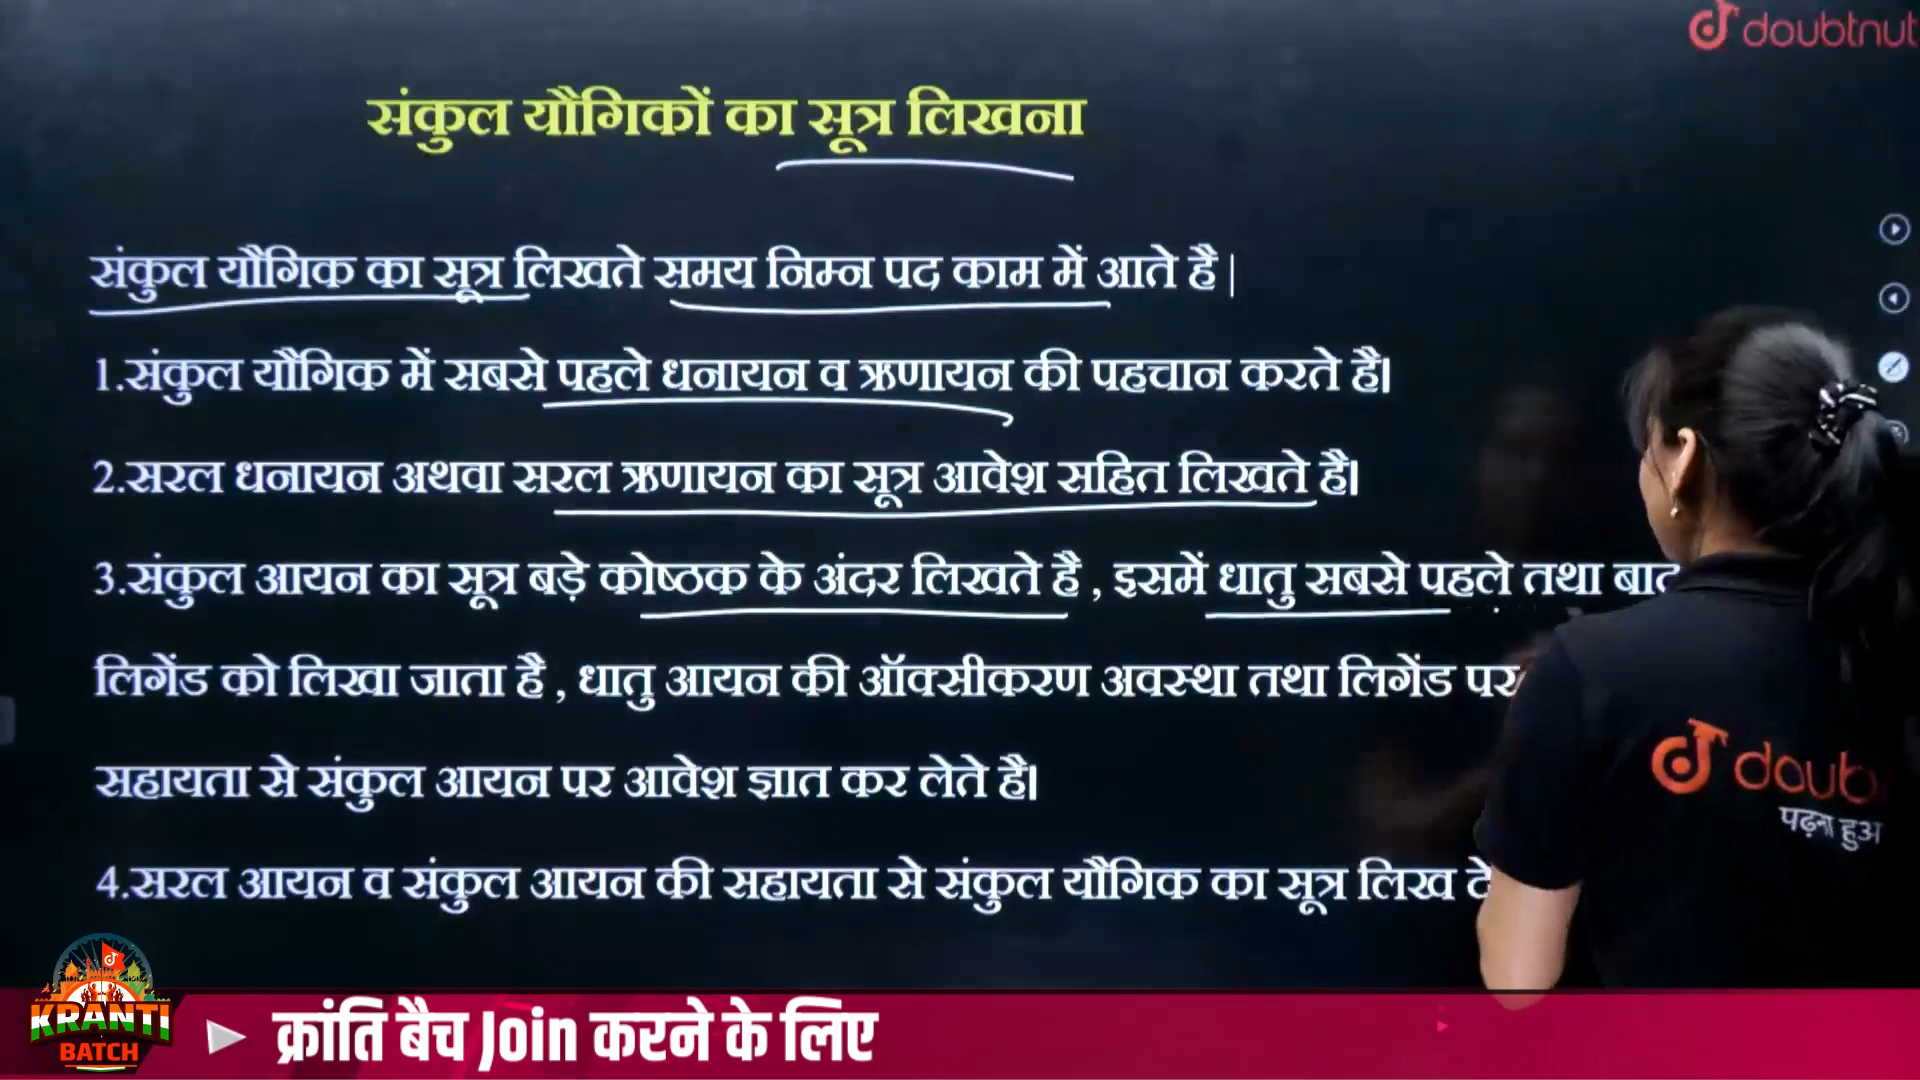 doubtnut
संकुल यौगिकों का सूत्र लिखना
संकुल यौगिक का सूत्र लिखते समय निम्न पद काम में आते है |
1.संकुल यौगिक में सबसे पहले धनायन व ऋणायन की पहचान करते है।
2.सरल धनायन अथवा सरल ऋणायन का सूत्र आवेश सहित लिखते है।
3.संकुल आयन का सूत्र बड़े कोष्ठक के अंदर लिखते है , इसमें धातु सबसे पहले तथा
लिगेंड को लिखा जाता है , धातु आयन की ऑक्सीकरण अवस्था तथा लिगेंड पर
सहायता से संकुल आयन पर आवेश ज्ञात कर लेते है।
4.सरल आयन व संकुल आयन की सहायता से संकुल यौगिक का सूत्र लिख
doub
पढ़ना हुआ
KRANTI
BATCH
क्रांति बैच Join करने के लिए